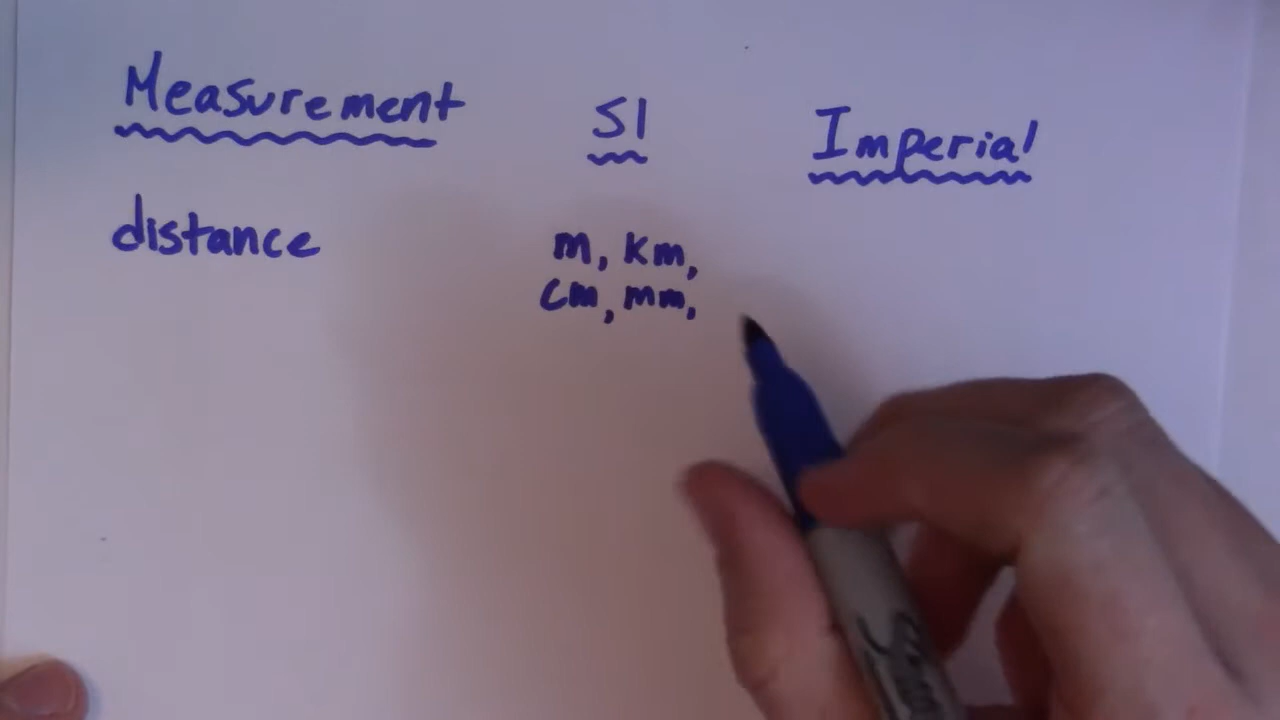 Measurement SI Imperial
distance m, km,
cm, mm,